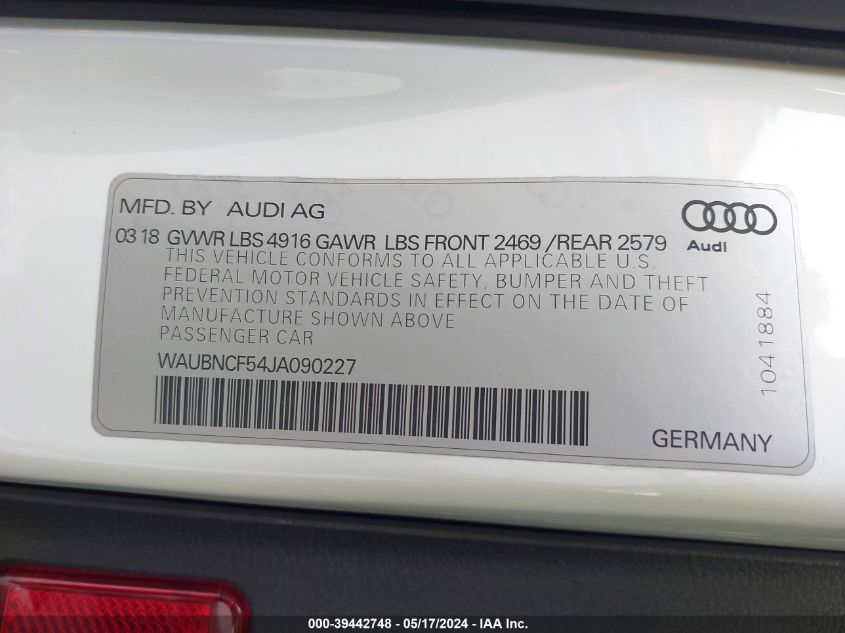 MFD. BY AUDI AG
Audi
03 18 GVWR LBS 4916 GAWR LBS FRONT 2469 /REAR 2579
THIS VEHICLE CONFORMS TO ALL APPLICABLE U.S.
FEDERAL MOTOR VEHICLE SAFETY, BUMPER AND THEFT
PREVENTION STANDARDS IN EFFECT ON THE DATE OF
MANUFACTURE SHOWN ABOVE
PASSENGER CAR
WAUBNCF54JA090227
1041884
GERMANY
000-39442748 - 05/17/2024 - IAA Inc.